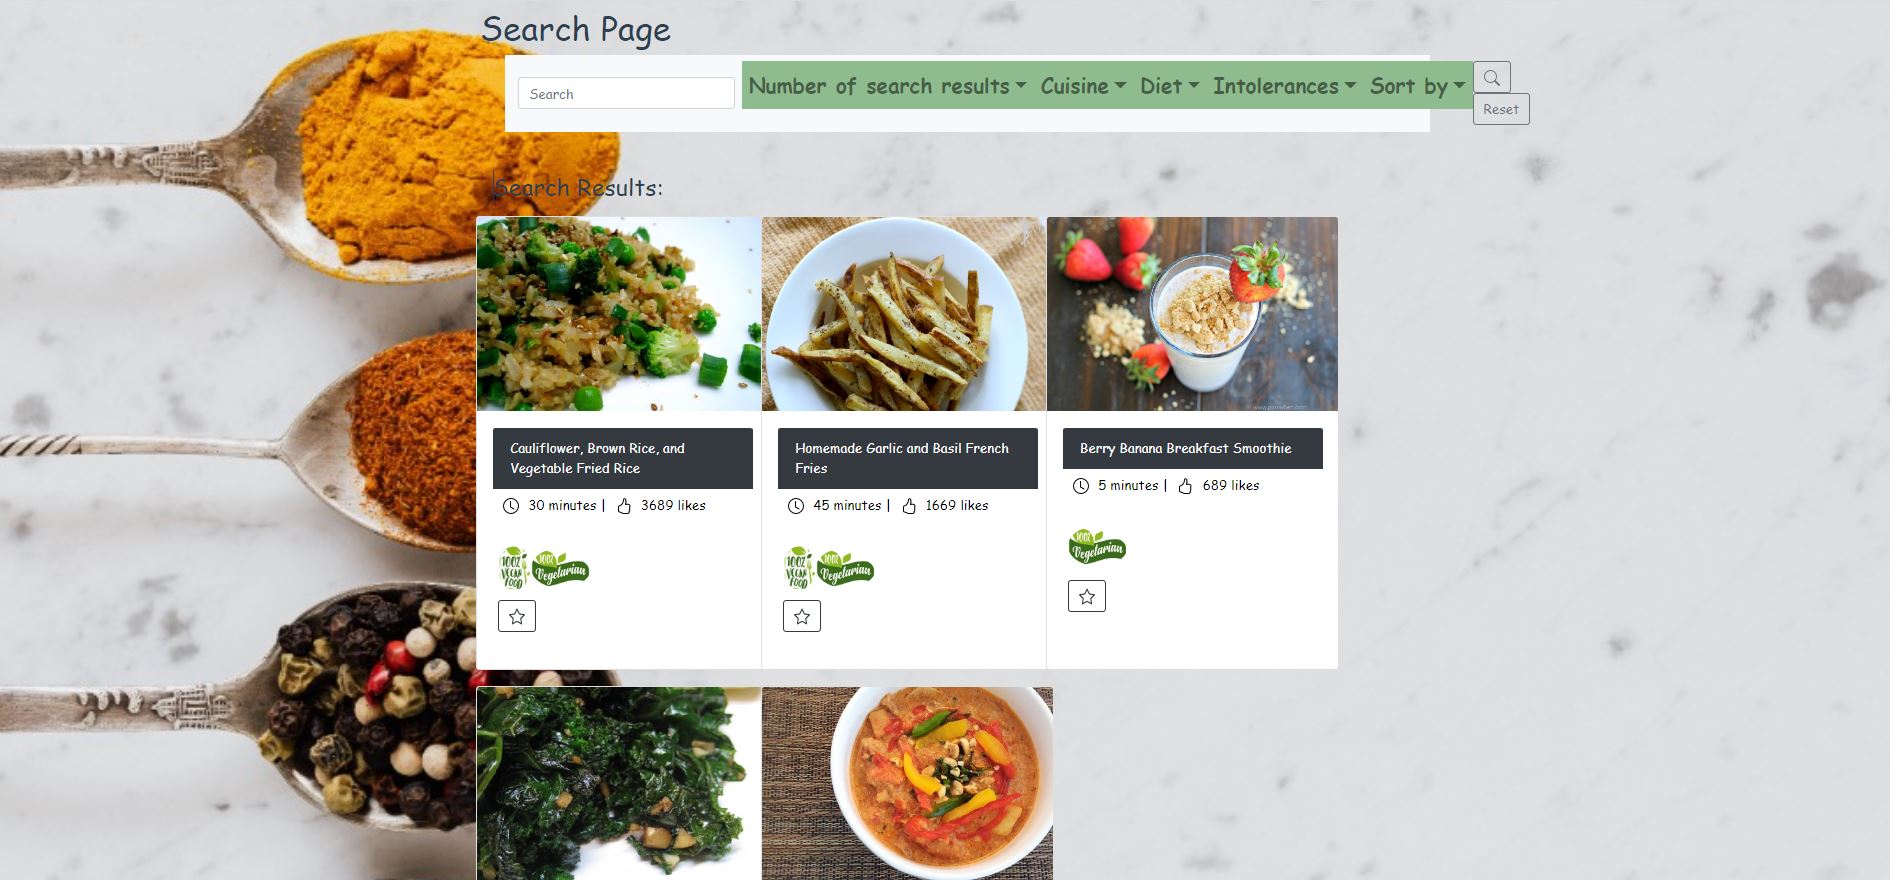 Search Page
Search
Number of search results Cuisine Diet Intolerances Sort by
Reset
Search Results:
Cauliflower, Brown Rice, and
Vegetable Fried Rice
30 minutes | 3689 likes
100%
VEGAN
FOOD
100%
Vegetarian
Homemade Garlic and Basil French
Fries
45 minutes | 1669 likes
100%
VEGAN
FOOD
100%
Vegetarian
Berry Banana Breakfast Smoothie
5 minutes | 689 likes
100%
Vegetarian